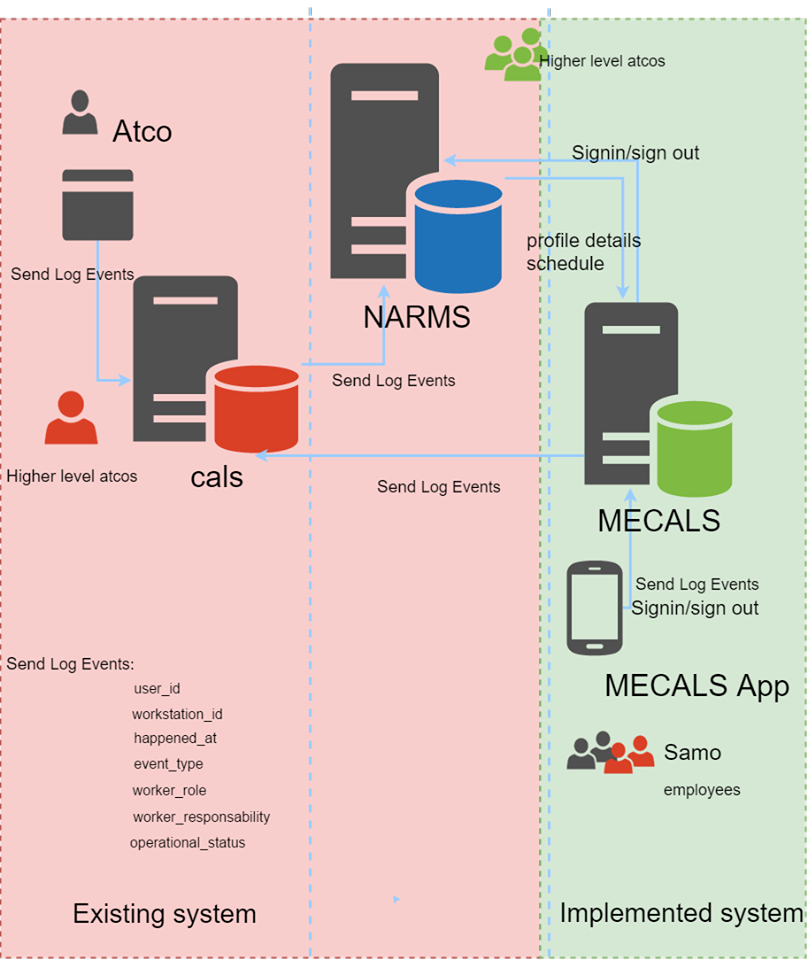 Higher level atcos
Atco
Signin/sign out
profile details
schedule
Send Log Events
NARMS
Send Log Events
Higher level atcos
cals
Send Log Events
MECALS
Send Log Events
Signin/sign out
MECALS App
Send Log Events:
user_id
workstation_id
happened_at
event_type
worker_role
worker_responsability
operational_status
Samo
employees
Existing system
Implemented system